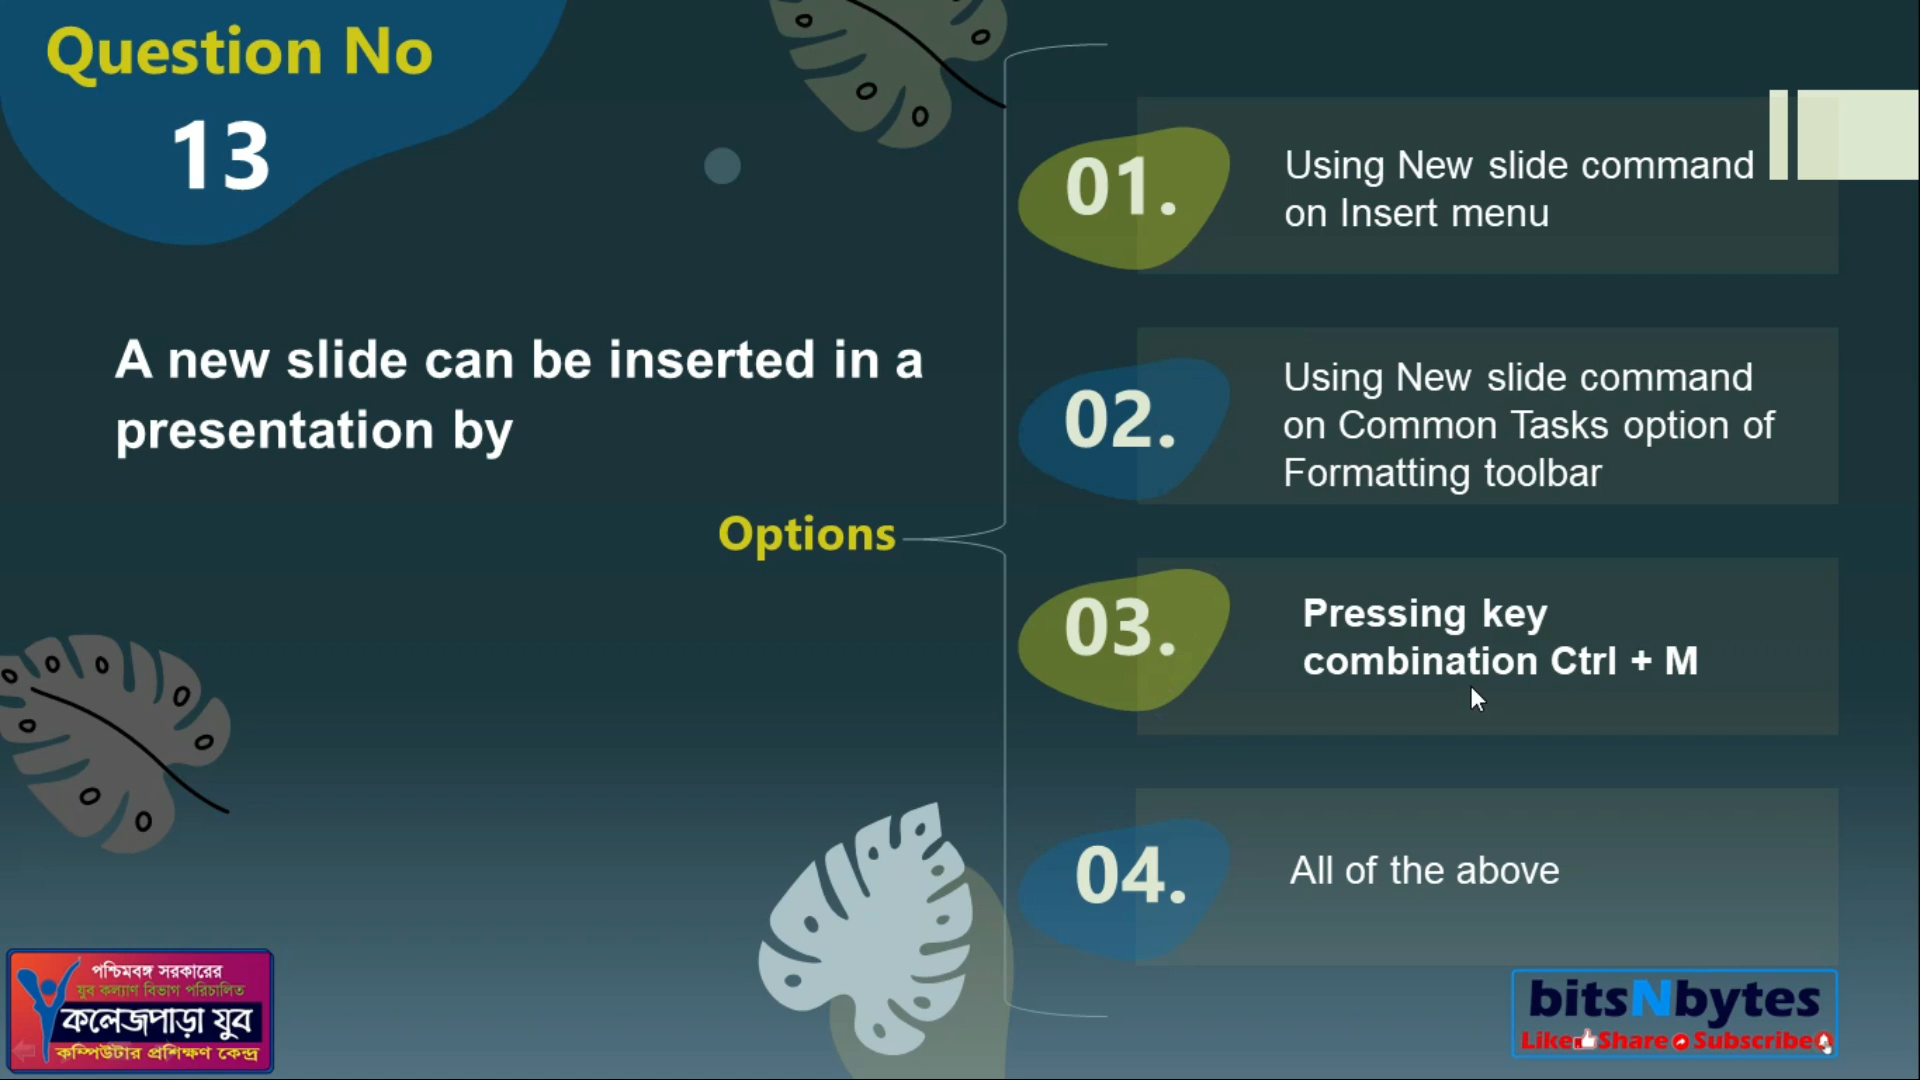 Question No
13
A new slide can be inserted in a
presentation by
Options
01.
Using New slide command
on Insert menu
02.
Using New slide command
on Common Tasks option of
Formatting toolbar
03.
Pressing key
combination Ctrl + M
04.
All of the above
পশ্চিমবঙ্গ সরকারের
যুব কল্যাণ বিভাগ পরিচালিত
কলেজপাড়া যুব
কম্পিউটার প্রশিক্ষণ কেন্দ্র
bitsNbytes
Like Share Subscribe